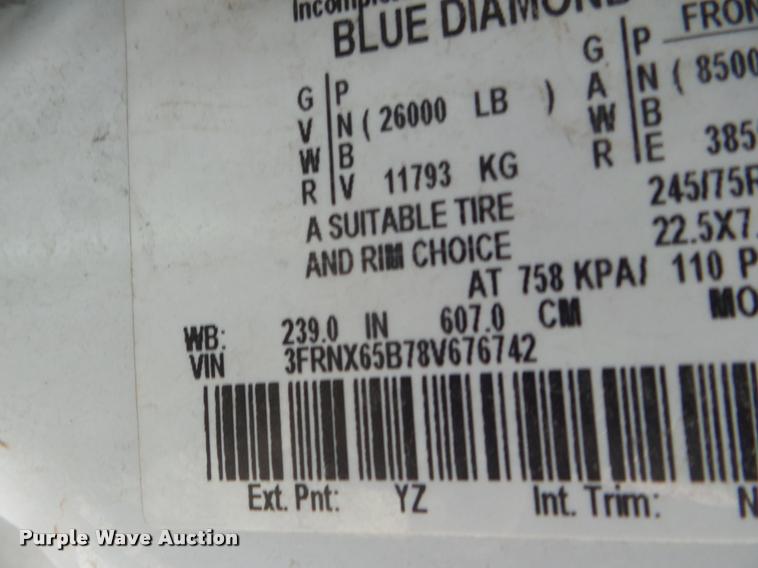 Incomple
BLUE DIAMOND
FRON
G P
V N ( 26000 LB )
W B
R V 11793 KG
G P
A N ( 8500
W B
R E 385
A SUITABLE TIRE
AND RIM CHOICE
245/75R
22.5X7.
AT 758 KPA/ 110 P
WB: 239.0 IN 607.0 CM MO
VIN 3FRNX65B78V676742
Ext. Pnt: YZ Int. Trim: N
Purple Wave Auction